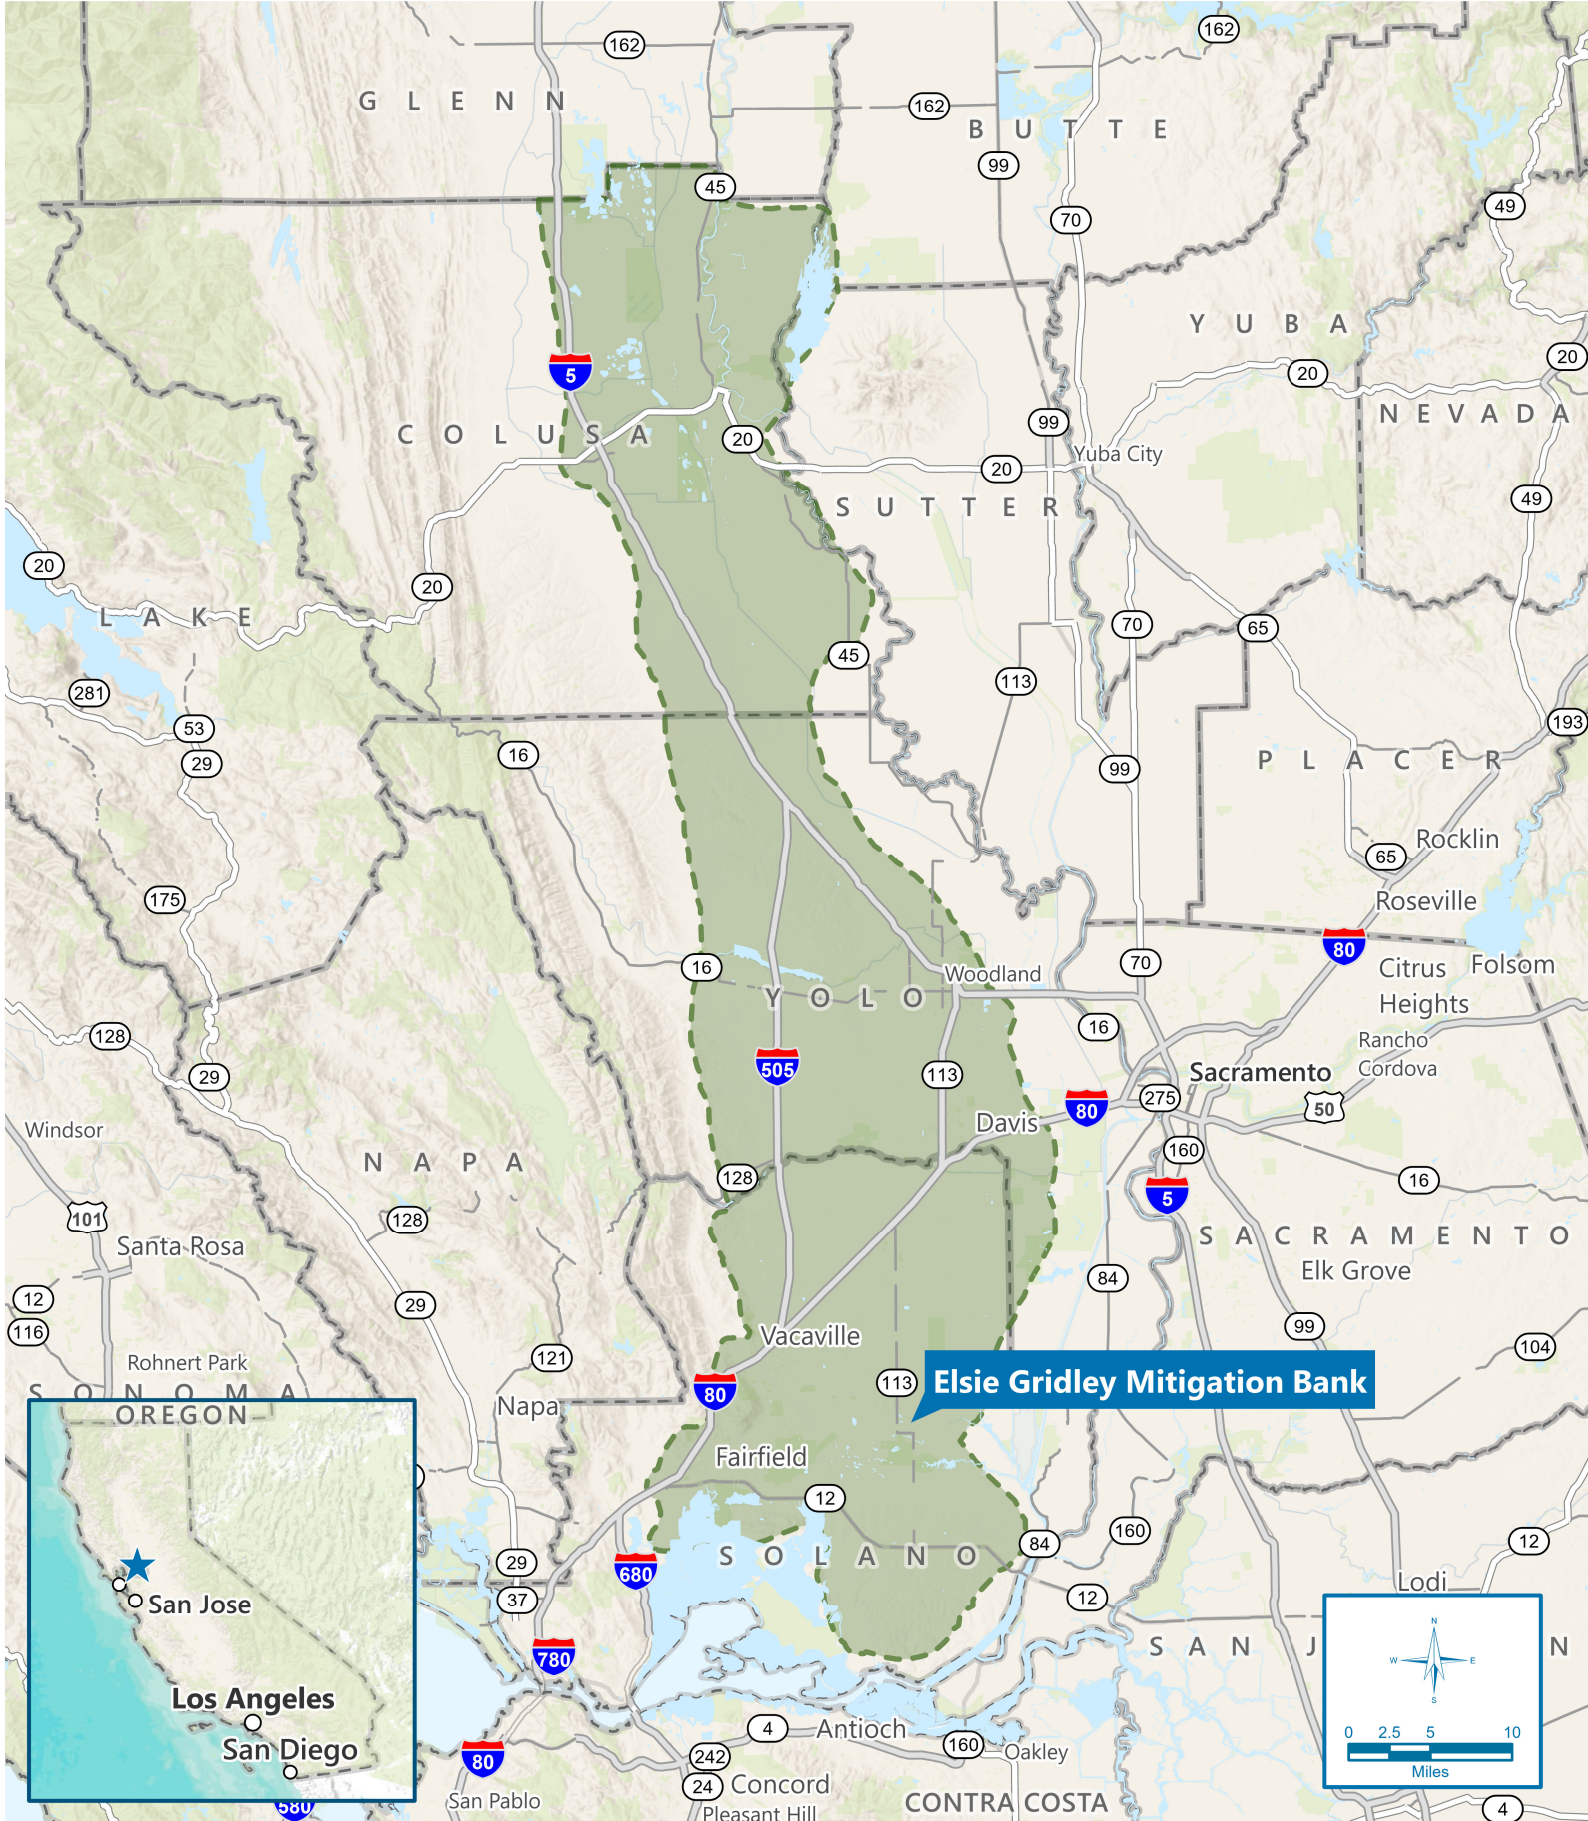 162
162
GLENN
162
BUTTE
99
45
49
70
YUBA
20
5
20
NEVADA
99
COLUSA
20
Yuba City
20
49
SUTTER
20
20
LAKE
70
65
45
113
281
193
53
16
29
PLACER
99
Rocklin
65
175
Roseville
80
70
Citrus
Heights
Folsom
16
Woodland
YOLO
16
128
Rancho
Cordova
505
113
Sacramento
29
80
275
50
Davis
Windsor
160
NAPA
128
16
5
101
128
SACRAMENTO
Santa Rosa
Elk Grove
84
12
29
99
116
Vacaville
104
121
Rohnert Park
113
Elsie Gridley Mitigation Bank
80
SONOMA
Napa
OREGON
Fairfield
12
160
84
12
SOLANO
29
680
Lodi
37
12
San Jose
N
W
E
S
SAN J
N
780
Los Angeles
4
Antioch
0 2.5 5 10
Miles
San Diego
160
Oakley
80
242
24
Concord
San Pablo
580
Pleasant Hill
CONTRA COSTA
4